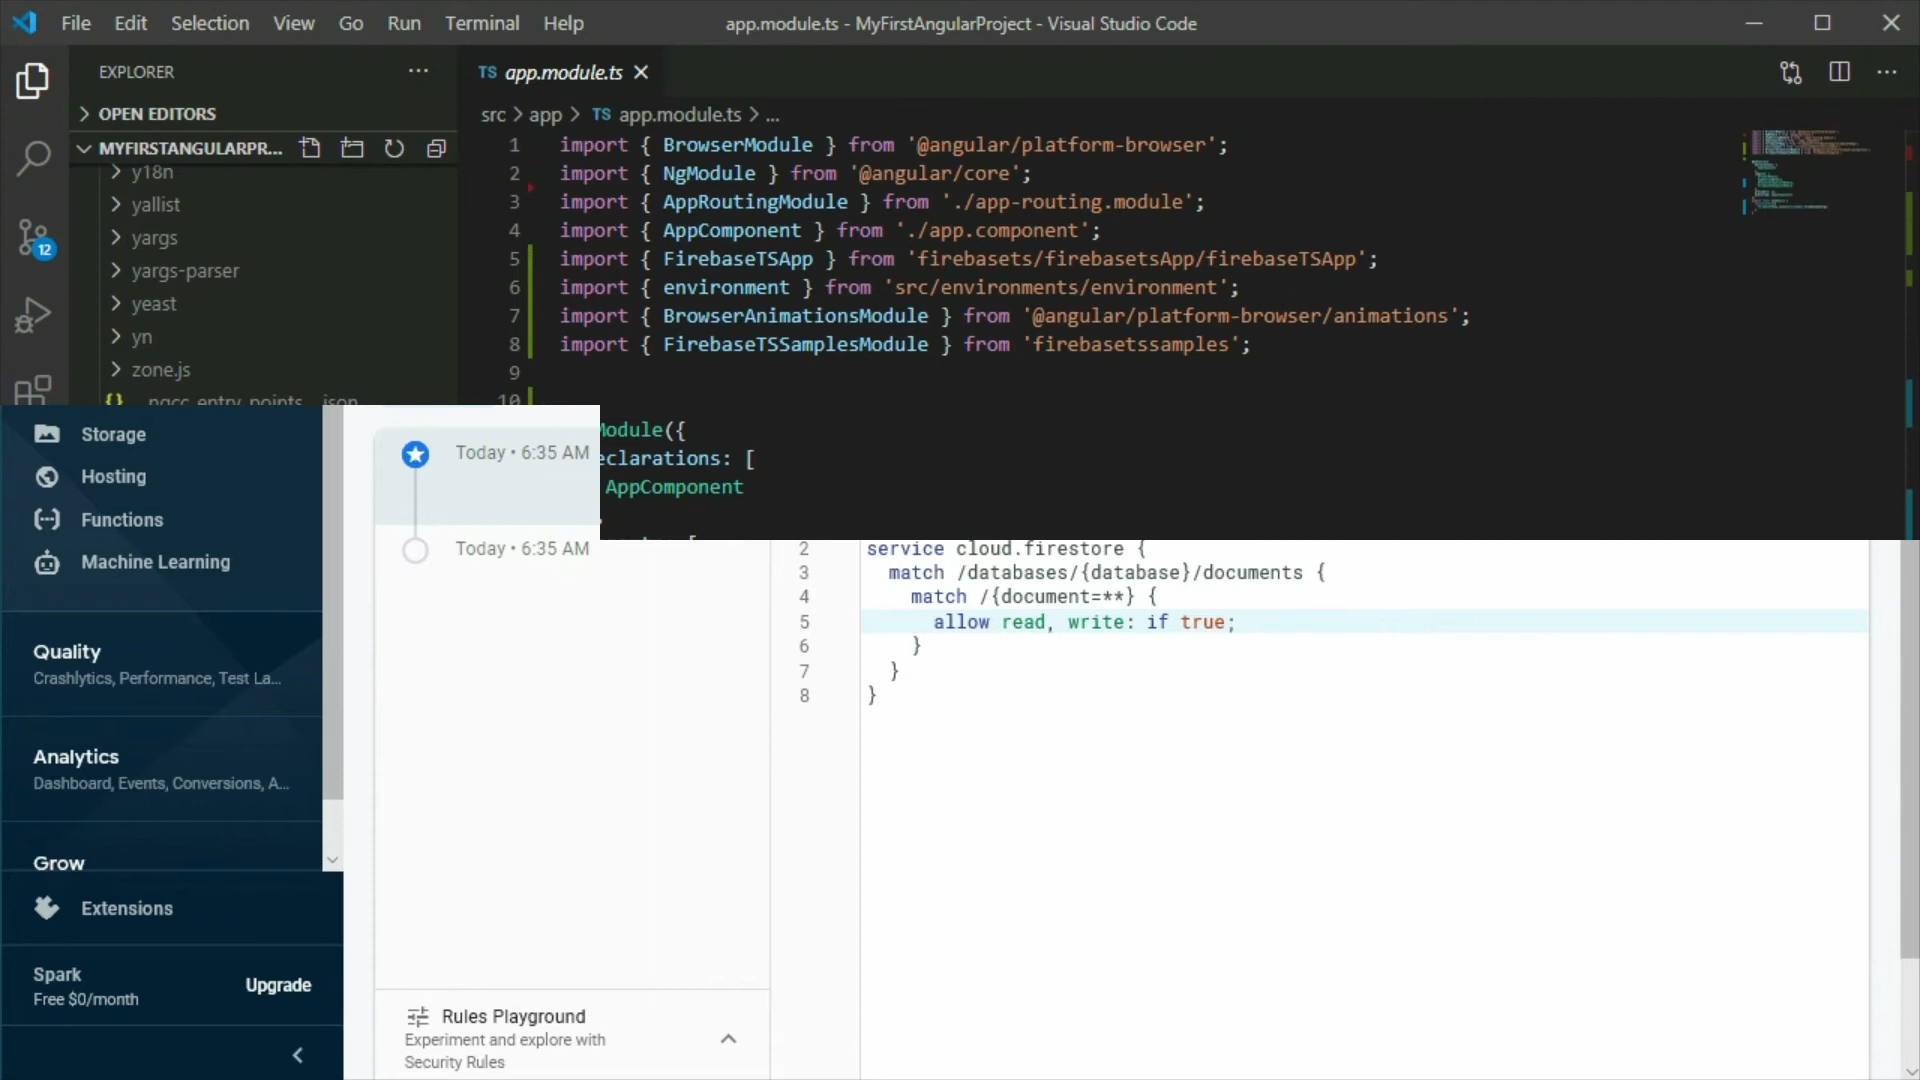 File Edit Selection View Go Run Terminal Help
app.module.ts - MyFirstAngularProject - Visual Studio Code
EXPLORER
OPEN EDITORS
MYFIRSTANGULARPR...
y18n
yallist
yargs
yargs-parser
yeast
yn
zone.js
12
TS app.module.ts
src > app > TS app.module.ts > ...
1 import { BrowserModule } from '@angular/platform-browser';
2 import { NgModule } from '@angular/core';
3 import { AppRoutingModule } from './app-routing.module';
4 import { AppComponent } from './app.component';
5 import { FirebaseTSApp } from 'firebasets/firebasetsApp/firebaseTSApp';
6 import { environment } from 'src/environments/environment';
7 import { BrowserAnimationsModule } from '@angular/platform-browser/animations';
8 import { FirebaseTSSamplesModule } from 'firebasetssamples';
9
10
Module({
eclarations: [
AppComponent
Storage
Hosting
Functions
Machine Learning
Quality
Crashlytics, Performance, Test La...
Analytics
Dashboard, Events, Conversions, A...
Grow
Extensions
Spark
Free $0/month
Upgrade
Today • 6:35 AM
Today • 6:35 AM
Rules Playground
Experiment and explore with
Security Rules
2 service cloud.firestore {
3 match /databases/{database}/documents {
4 match /{document=**} {
5 allow read, write: if true;
6 }
7 }
8 }